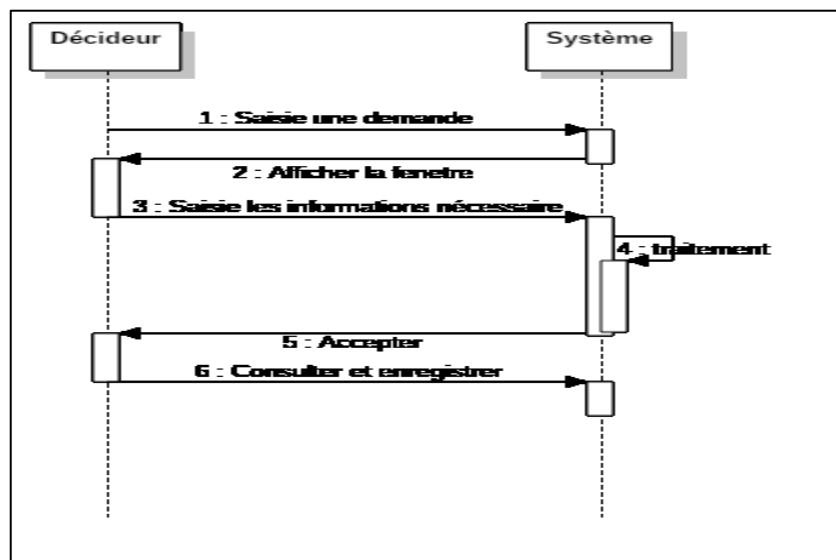 Décideur
Système
1 : Saisie une demande
2 : Afficher la fenetre
3 : Saisie les informations nécessaire
4 : traitement
5 : Accepter
6 : Consulter et enregistrer